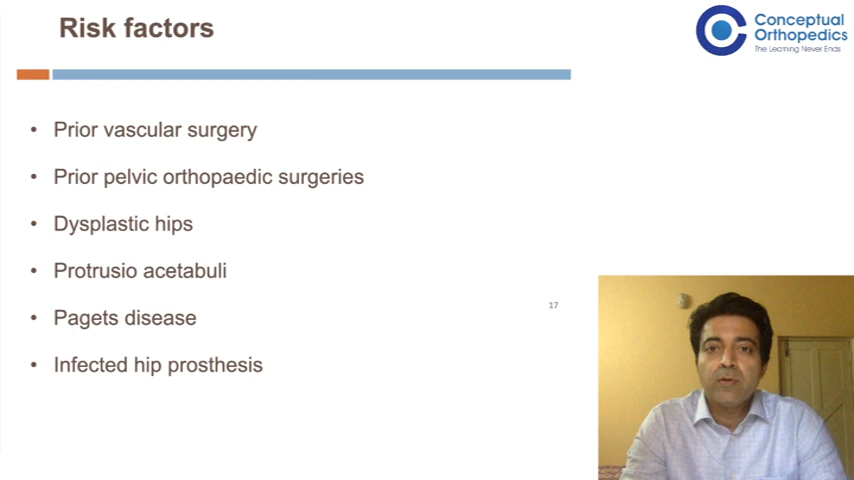 Risk factors
Conceptual
Orthopedics
The Learning Never Ends
• Prior vascular surgery
• Prior pelvic orthopaedic surgeries
• Dysplastic hips
• Protrusio acetabuli
• Pagets disease
• Infected hip prosthesis
17